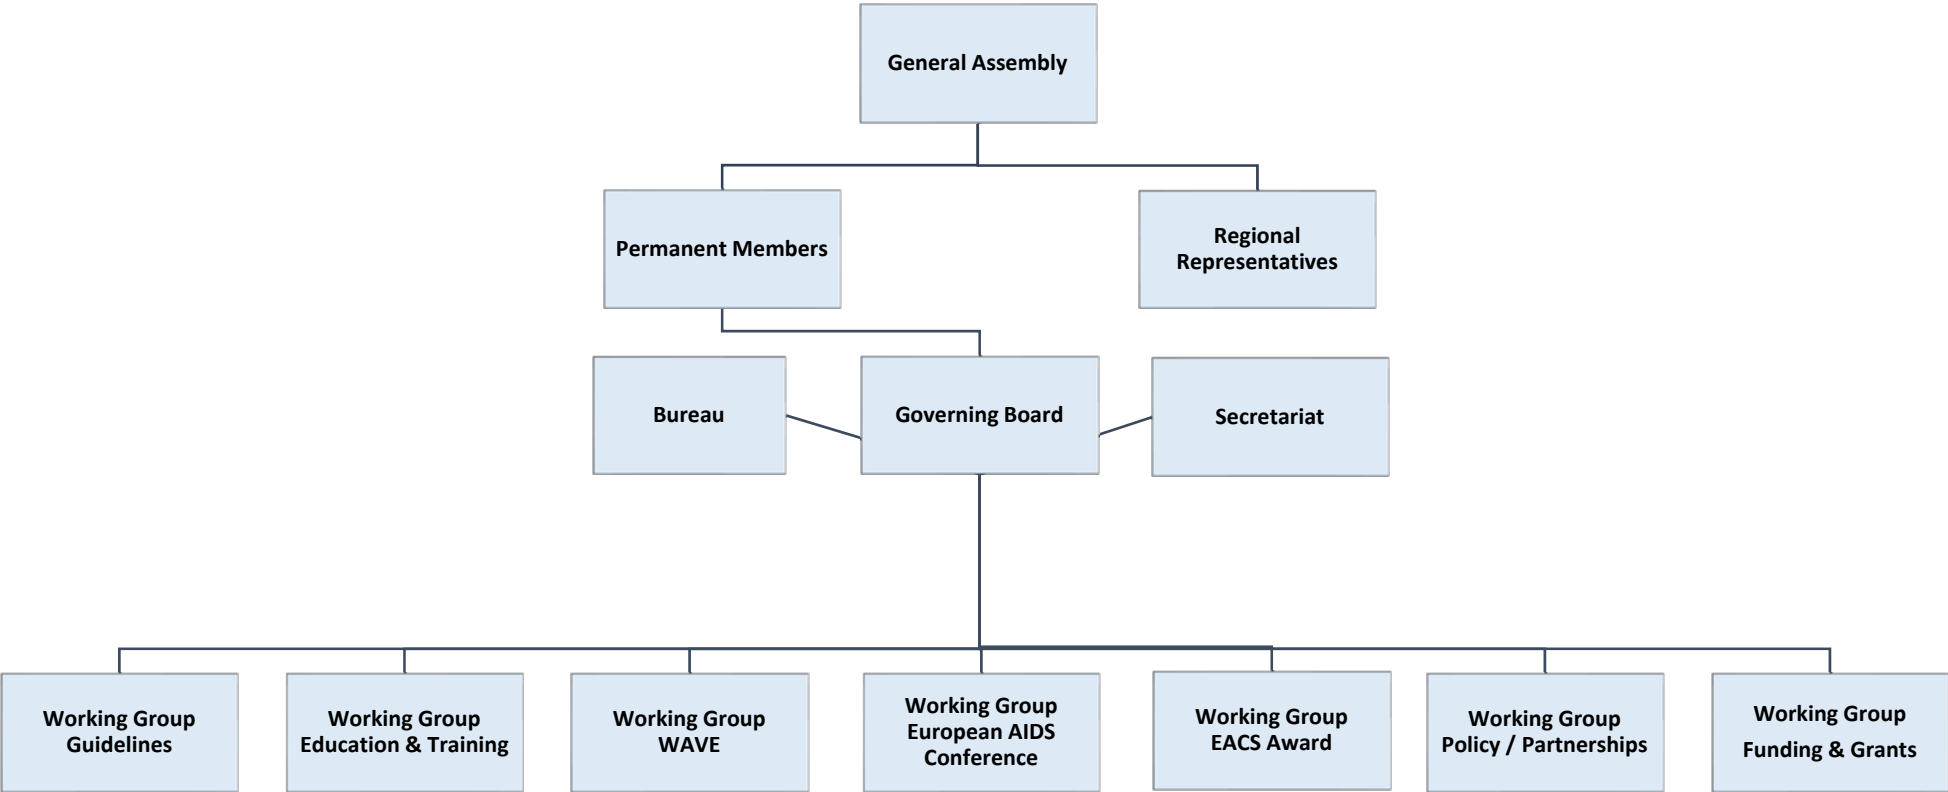 General Assembly
Permanent Members
Regional
Representatives
Bureau
Governing Board
Secretariat
Working Group
Guidelines
Working Group
Education & Training
Working Group
WAVE
Working Group
European AIDS
Conference
Working Group
EACS Award
Working Group
Policy / Partnerships
Working Group
Funding & Grants